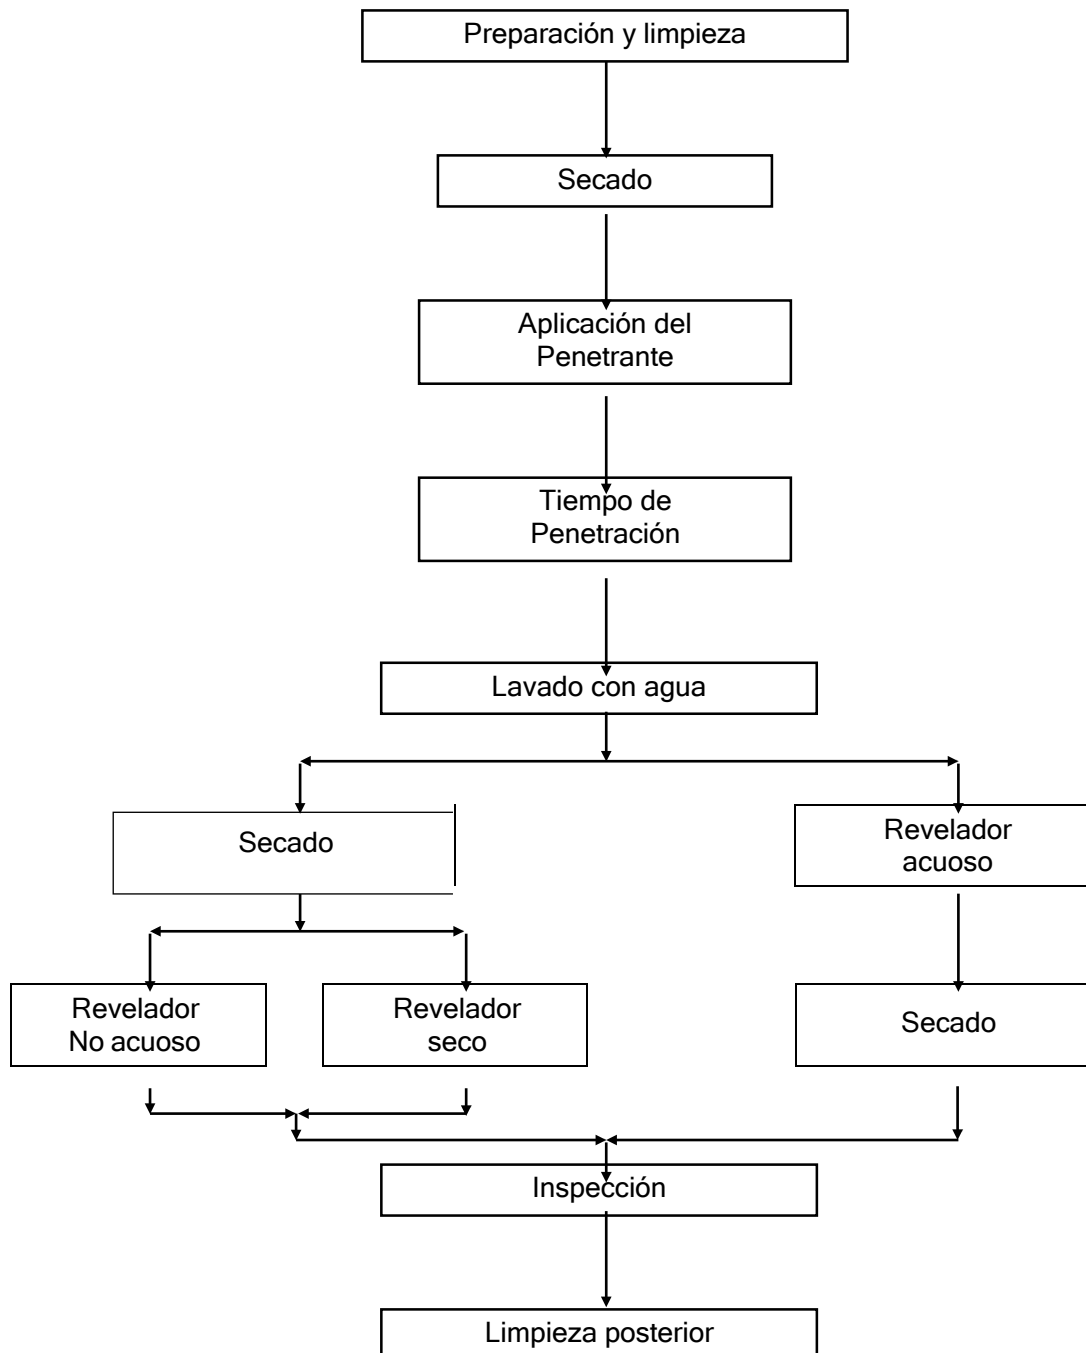 Preparación y limpieza
Secado
Aplicación del
Penetrante
Tiempo de
Penetración
Lavado con agua
Secado
Revelador
acuoso
Revelador
No acuoso
Revelador
seco
Secado
Inspección
Limpieza posterior